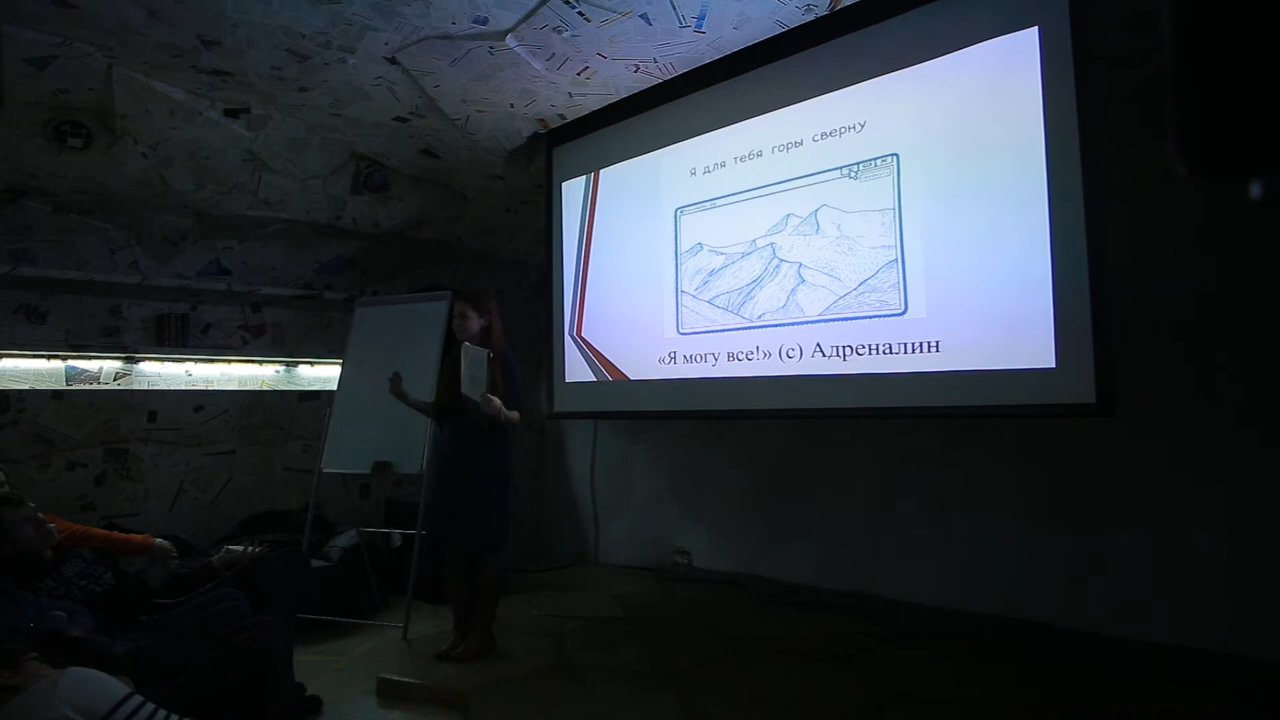 Я для тебя горы сверну
«Я могу все!» (с) Адреналин